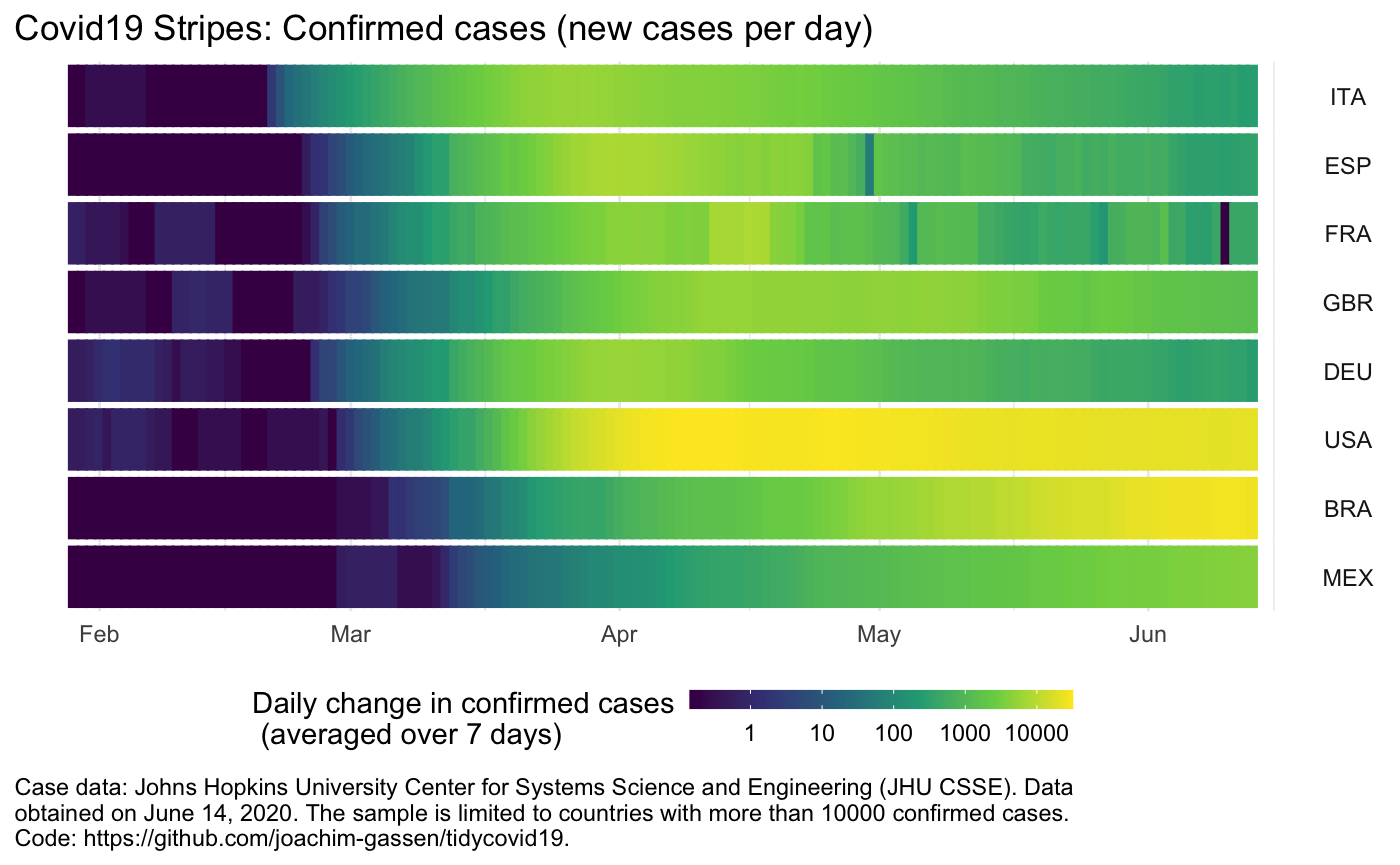 Covid19 Stripes: Confirmed cases (new cases per day)
ITA
ESP
FRA
GBR
DEU
USA
BRA
MEX
Feb Mar Apr May Jun
Daily change in confirmed cases
(averaged over 7 days)
1 10 100 1000 10000
Case data: Johns Hopkins University Center for Systems Science and Engineering (JHU CSSE). Data
obtained on June 14, 2020. The sample is limited to countries with more than 10000 confirmed cases.
Code: https://github.com/joachim-gassen/tidycovid19.